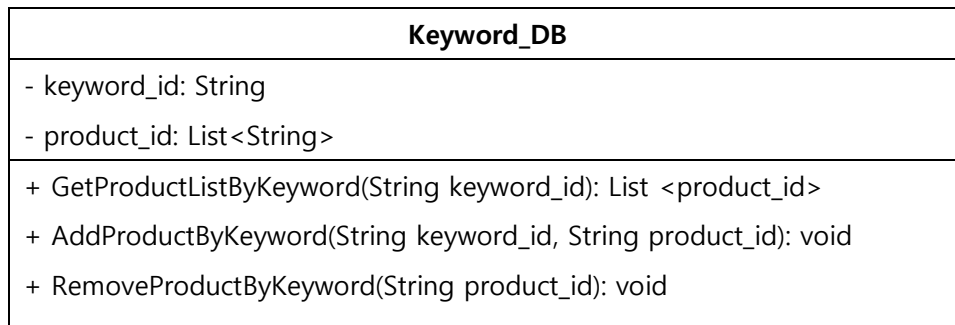 Keyword_DB
- keyword_id: String
- product_id: List<String>
+ GetProductListByKeyword(String keyword_id): List <product_id>
+ AddProductByKeyword(String keyword_id, String product_id): void
+ RemoveProductByKeyword(String product_id): void